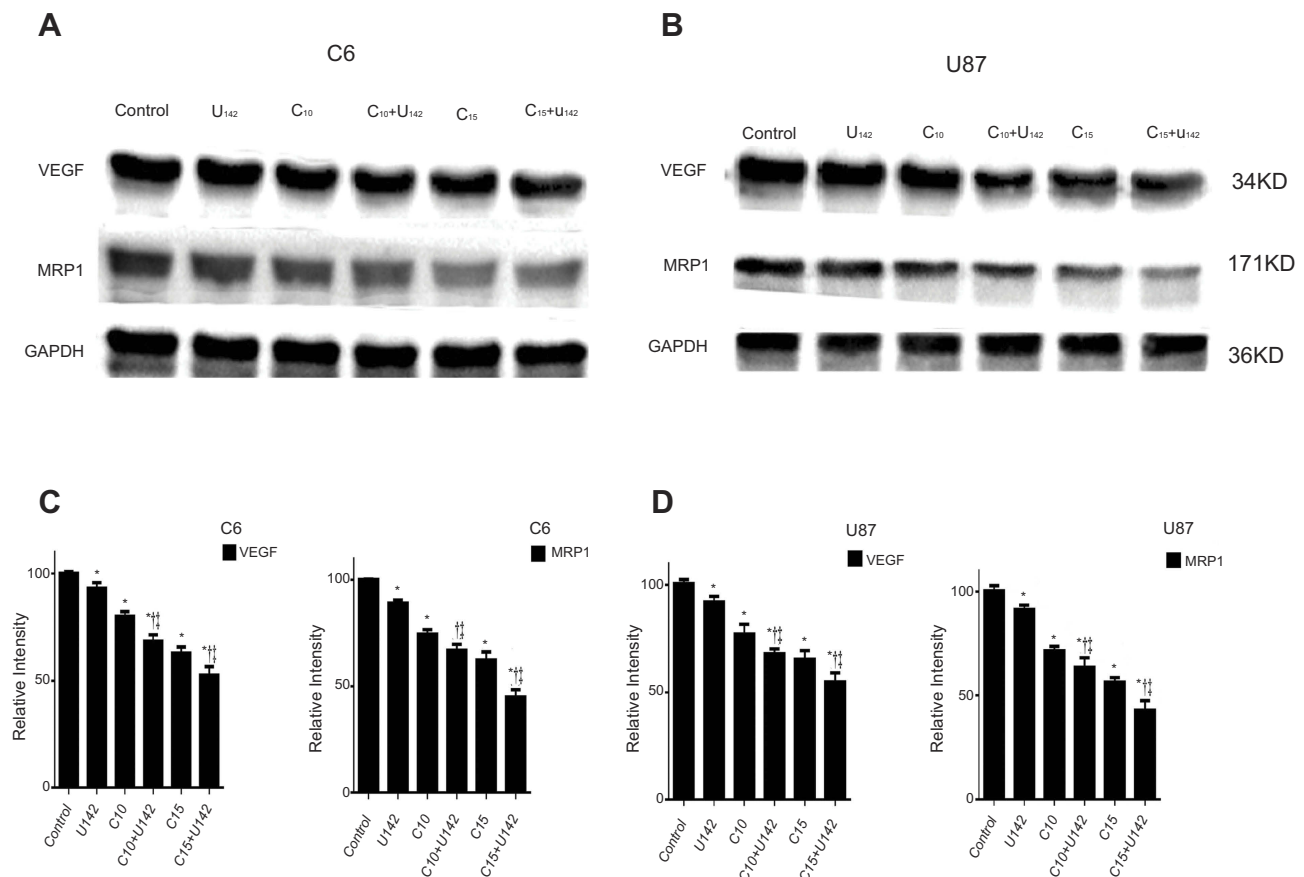 A
C6
Control U142 C10 C10+U142 C15 C15+u142
VEGF
MRP1
GAPDH
B
U87
Control U142 C10 C10+U142 C15 C15+u142
VEGF 34KD
MRP1 171KD
GAPDH 36KD
C
C6
VEGF
Relative Intensity
100
50
0
* * *†‡ * *†‡
Control U142 C10 C10+U142 C15 C15+U142
C6
MRP1
Relative Intensity
100
50
0
* * †‡ * *†‡
Control U142 C10 C10+U142 C15 C15+U142
D
U87
VEGF
Relative Intensity
100
50
0
* * *†‡ * *†‡
Control U142 C10 C10+U142 C15 C15+U142
U87
MRP1
Relative Intensity
100
50
0
* * *†‡ * *†‡
Control U142 C10 C10+U142 C15 C15+U142